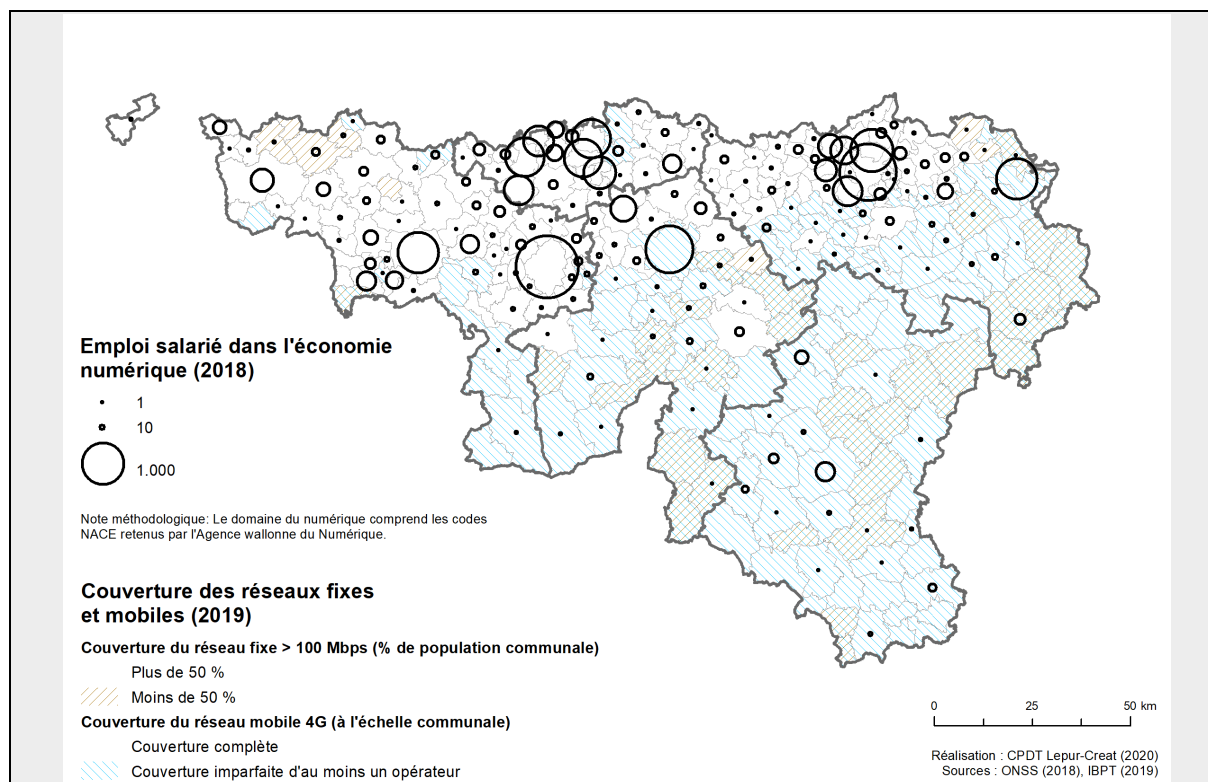 Emploi salarié dans l'économie
numérique (2018)
1
10
1.000
Note méthodologique: Le domaine du numérique comprend les codes
NACE retenus par l'Agence wallonne du Numérique.
Couverture des réseaux fixes
et mobiles (2019)
Couverture du réseau fixe > 100 Mbps (% de population communale)
Plus de 50 %
Moins de 50 %
Couverture du réseau mobile 4G (à l'échelle communale)
Couverture complète
Couverture imparfaite d'au moins un opérateur
0 25 50 km
Réalisation : CPDT Lepur-Creat (2020)
Sources : ONSS (2018), IBPT (2019)